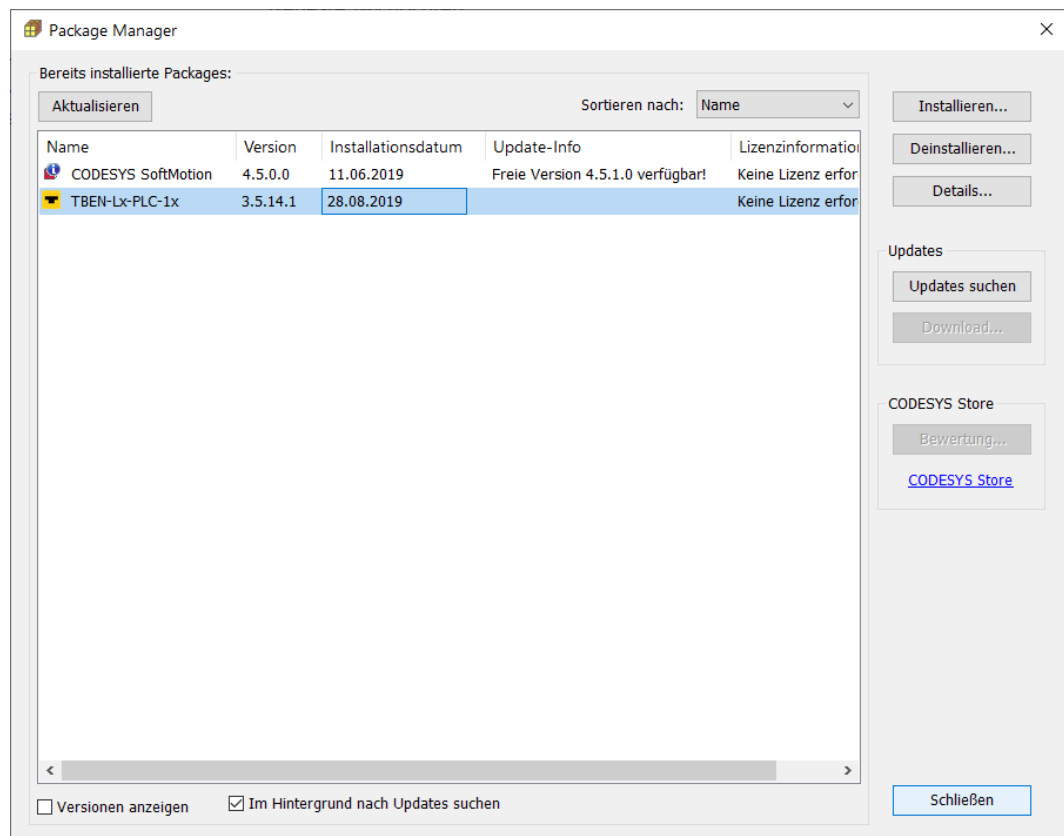 Package Manager
Bereits installierte Packages:
Aktualisieren Sortieren nach: Name Installieren...
Name Version Installationsdatum Update-Info Lizenzinformation Deinstallieren...
CODESYS SoftMotion 4.5.0.0 11.06.2019 Freie Version 4.5.1.0 verfügbar! Keine Lizenz erfor
Details...
TBEN-Lx-PLC-1x 3.5.14.1 28.08.2019 Keine Lizenz erfor
Updates
Updates suchen
Download...
CODESYS Store
Bewertung...
CODESYS Store
Versionen anzeigen Im Hintergrund nach Updates suchen
Schließen